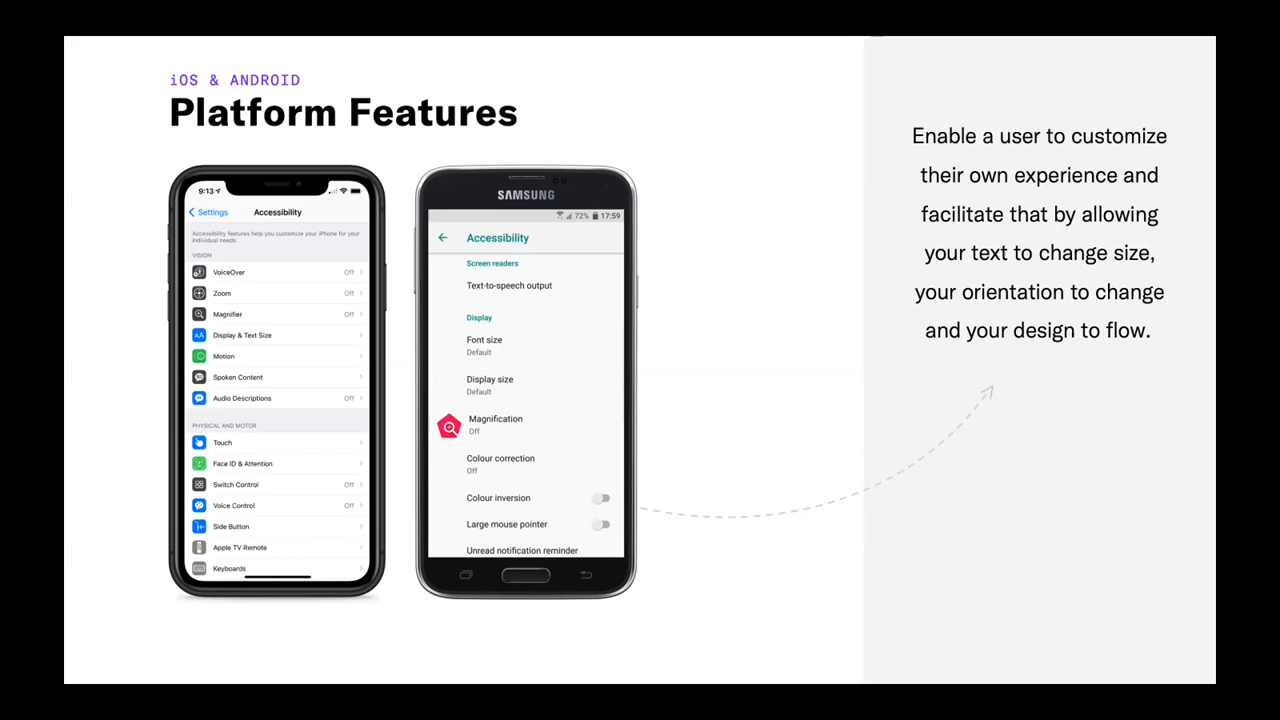 iOS & ANDROID
Platform Features
9:13
Settings
Accessibility
Accessibility features help you customize your iPhone for your
individual needs.
VISION
VoiceOver Off
Zoom Off
Magnifier Off
AA Display & Text Size
Motion
Spoken Content
Audio Descriptions Off
PHYSICAL AND MOTOR
Touch
Face ID & Attention
Switch Control Off
Voice Control Off
Side Button
Apple TV Remote
Keyboards
SAMSUNG
72% 17:59
Accessibility
Screen readers
Text-to-speech output
Display
Font size
Default
Display size
Default
Magnification
Off
Colour correction
Off
Colour inversion
Large mouse pointer
Unread notification reminder
Enable a user to customize
their own experience and
facilitate that by allowing
your text to change size,
your orientation to change
and your design to flow.